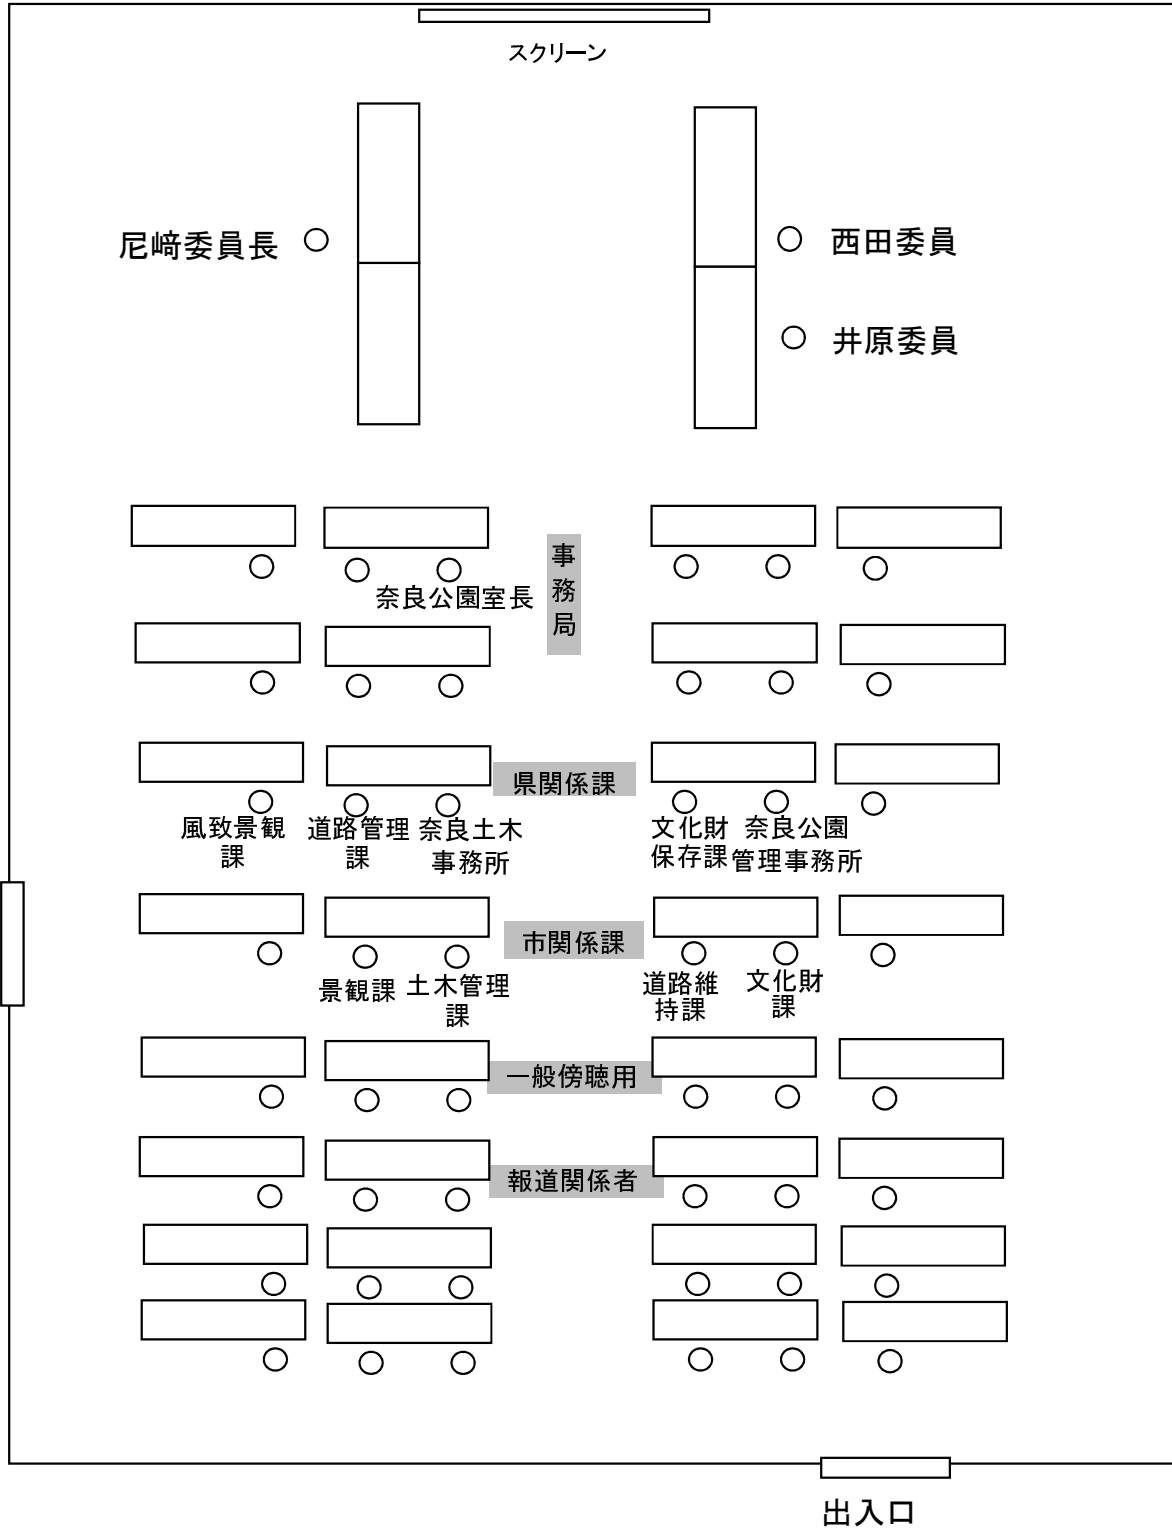 スクリーン
尼﨑委員長
西田委員
井原委員
事務局
奈良公園室長
県関係課
風致景観
課
道路管理
課
奈良土木
事務所
文化財
保存課
奈良公園
管理事務所
市関係課
景観課
土木管理
課
道路維
持課
文化財
課
一般傍聴用
報道関係者
出入口